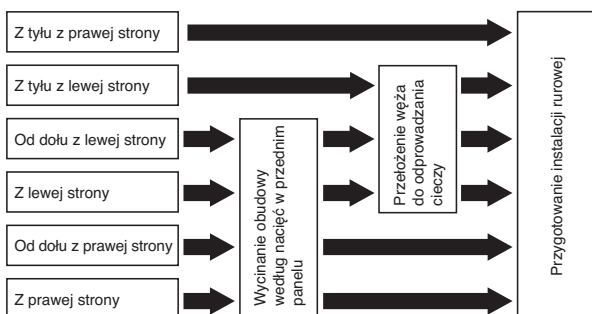 Z tyłu z prawej strony
Z tyłu z lewej strony
Od dołu z lewej strony
Z lewej strony
Od dołu z prawej strony
Z prawej strony
Wycinanie obudowy
według nacięć w przednim
panelu
Przełożenie węża
do odprowadzania
cieczy
Przygotowanie instalacji rurowej